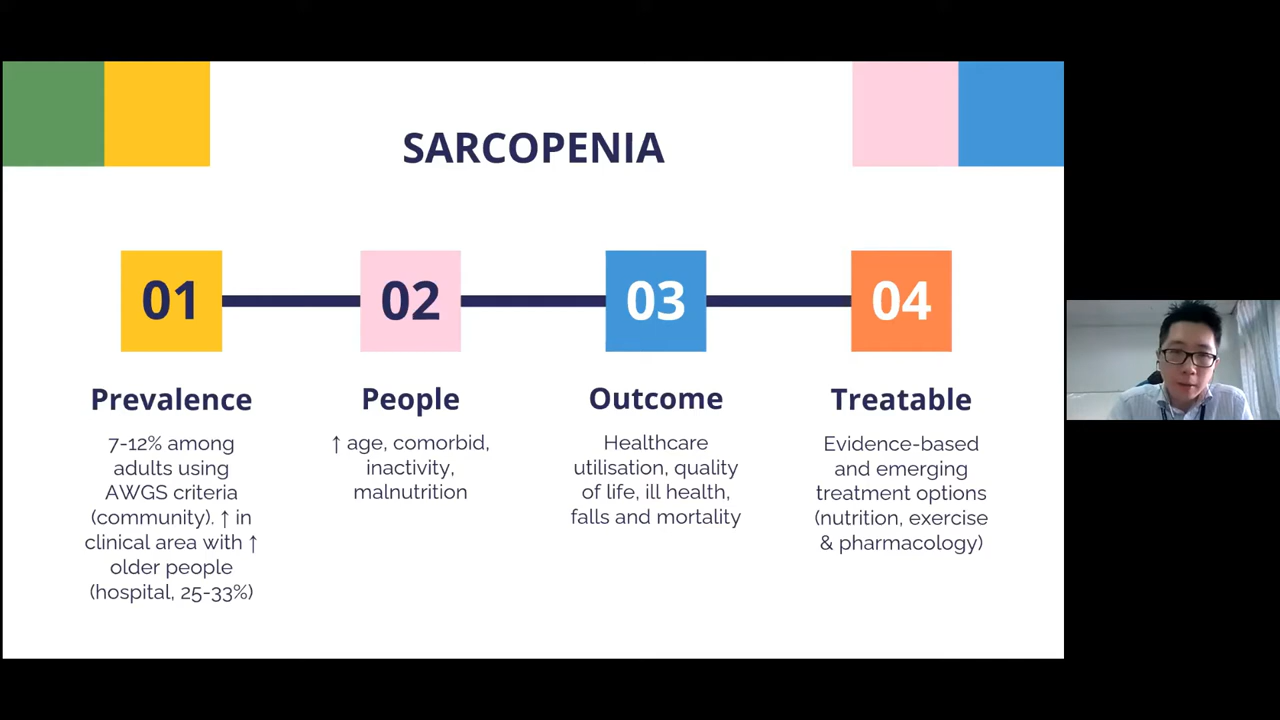 SARCOPENIA
01
02
03
04
Prevalence
7-12% among
adults using
AWGS criteria
(community). ↑ in
clinical area with ↑
older people
(hospital, 25-33%)
People
↑ age, comorbid,
inactivity,
malnutrition
Outcome
Healthcare
utilisation, quality
of life, ill health,
falls and mortality
Treatable
Evidence-based
and emerging
treatment options
(nutrition, exercise
& pharmacology)